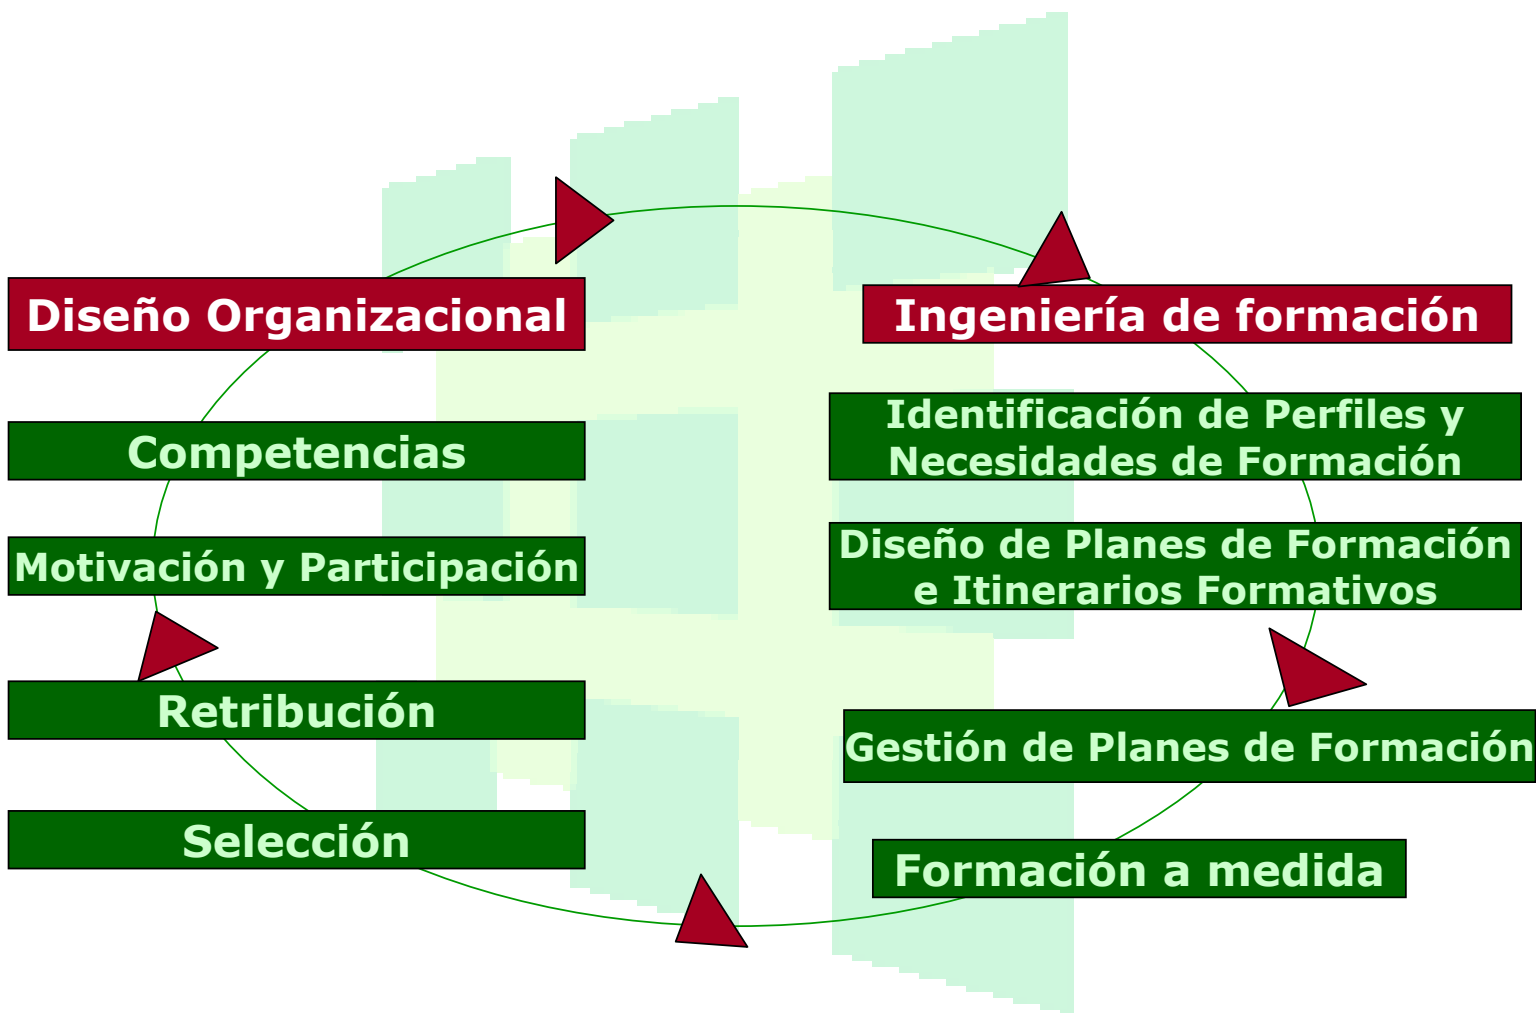 Diseño Organizacional
Competencias
Motivación y Participación
Retribución
Selección
Ingeniería de formación
Identificación de Perfiles y
Necesidades de Formación
Diseño de Planes de Formación
e Itinerarios Formativos
Gestión de Planes de Formación
Formación a medida